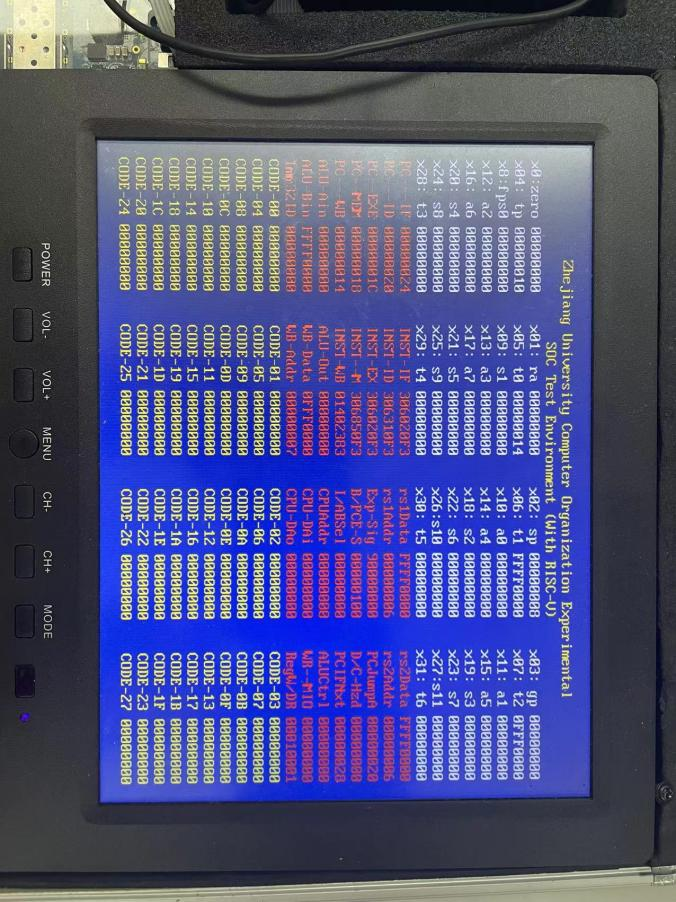 Zhejiang University Computer Organization Experimental
SOC Test Environment (With RISC-V)
x0:zero 00000000 x01: ra 00000000 x02: sp 00000000 x03: gp 00000000
x04: tp 00000010 x05: t0 00000014 x06: t1 FFFF0000 x07: t2 0FFF0000
x8:fps0 00000000 x09: s1 00000000 x10: a0 00000000 x11: a1 00000000
x12: a2 00000000 x13: a3 00000000 x14: a4 00000000 x15: a5 00000000
x16: a6 00000000 x17: a7 00000000 x18: s2 00000000 x19: s3 00000000
x20: s4 00000000 x21: s5 00000000 x22: s6 00000000 x23: s7 00000000
x24: s8 00000000 x25: s9 00000000 x26:s10 00000000 x27:s11 00000000
x28: t3 00000000 x29: t4 00000000 x30: t5 00000000 x31: t6 00000000
PC---IF 00000024 INST-IF rs1Data FFFF0000 rs2Data FFFF0000
PC---ID 00000020 INST-ID 306310F3 rs1Addr 00000006 rs2Addr 00000006
PC--EXE 0000001C INST-EX 306020F3 Exp-Sig PCJumpA 00000020
PC--MEM 00000018 INST--M B/PCE-S 00000100 D/C-Hzd 00000000
PC---WB 00000014 INST-WB 01402383 I/ABSel 00000000 PCIFNxt 00000028
ALU-Ain 00000000 ALU-Out 00000000 CPUAddr 00000000 ALUCtrl
ALU-Bin FFFF0000 WB-Data 0FFF0000 CPU-DAi 00000000 WR--MIO 00000000
Imm32ID 00000000 WB-Addr 00000007 CPU-DAo 00000000 RegW/DR 00010001
CODE-00 00000000 CODE-01 00000000 CODE-02 00000000 CODE-03 00000000
CODE-04 00000000 CODE-05 00000000 CODE-06 00000000 CODE-07 00000000
CODE-08 00000000 CODE-09 00000000 CODE-0A 00000000 CODE-0B 00000000
CODE-0C 00000000 CODE-0D 00000000 CODE-0E 00000000 CODE-0F 00000000
CODE-10 00000000 CODE-11 00000000 CODE-12 00000000 CODE-13 00000000
CODE-14 00000000 CODE-15 00000000 CODE-16 00000000 CODE-17 00000000
CODE-18 00000000 CODE-19 00000000 CODE-1A 00000000 CODE-1B 00000000
CODE-1C 00000000 CODE-1D 00000000 CODE-1E 00000000 CODE-1F 00000000
CODE-20 00000000 CODE-21 00000000 CODE-22 00000000 CODE-23 00000000
CODE-24 00000000 CODE-25 00000000 CODE-26 00000000 CODE-27 00000000
POWER VOL- VOL+ MENU CH- CH+ MODE